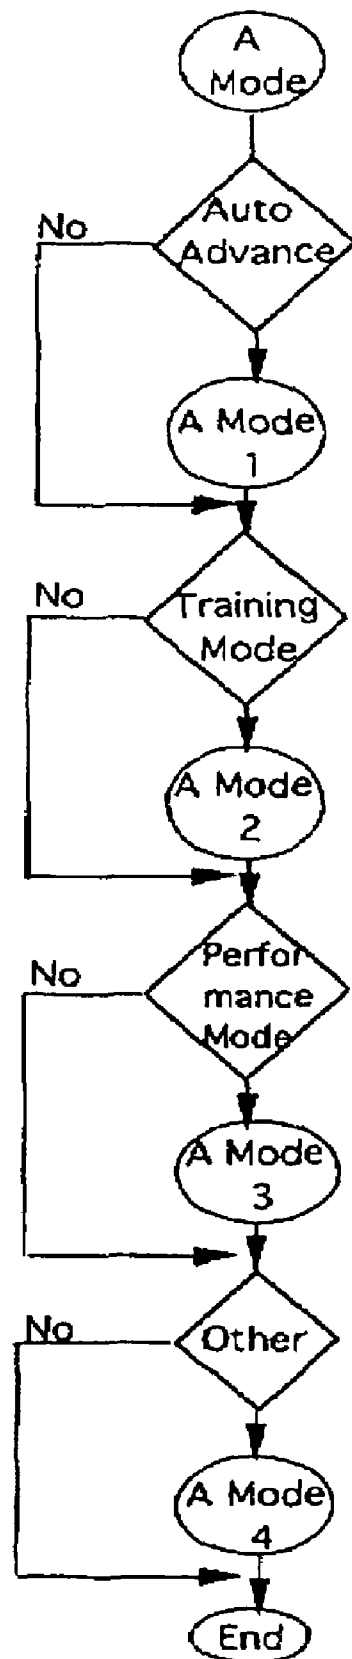 A
Mode
Auto
Advance
No
A Mode
1
Training
Mode
No
A Mode
2
Perfor
mance
Mode
No
A Mode
3
Other
No
A Mode
4
End